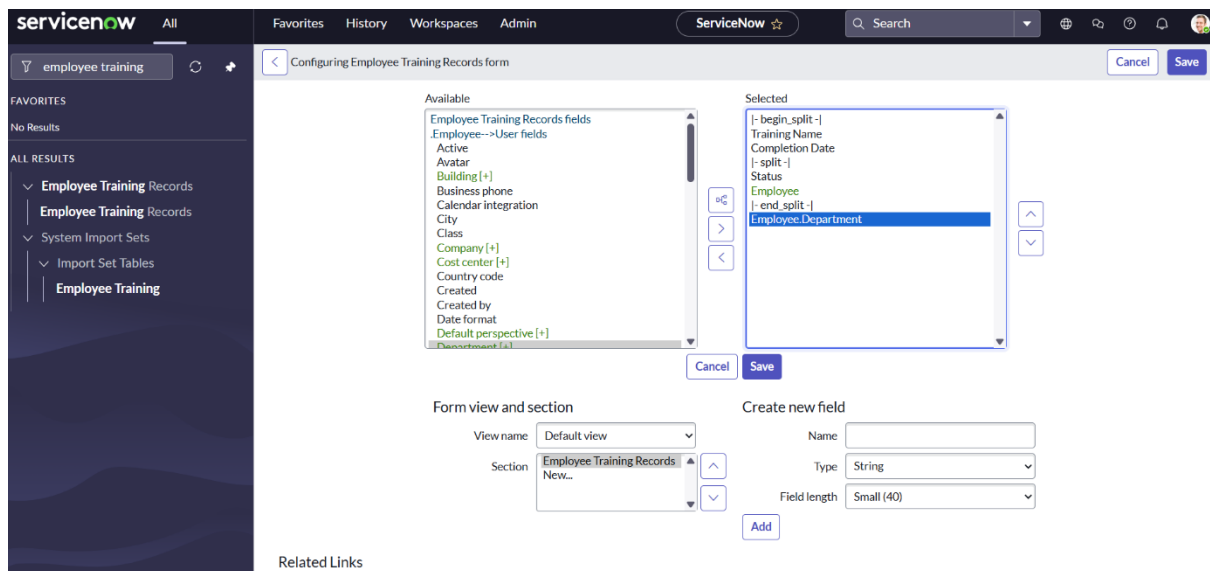 servicenow All Favorites History Workspaces Admin ServiceNow Search
employee training
Configuring Employee Training Records form
Cancel Save
FAVORITES
No Results
ALL RESULTS
Employee Training Records
Employee Training Records
System Import Sets
Import Set Tables
Employee Training
Available
Employee Training Records fields
.Employee-->User fields
Active
Avatar
Building [+]
Business phone
Calendar integration
City
Class
Company [+]
Cost center [+]
Country code
Created
Created by
Date format
Default perspective [+]
Department [+]
Selected
|- begin_split -|
Training Name
Completion Date
|- split -|
Status
Employee
|- end_split -|
Employee.Department
Cancel Save
Form view and section
View name Default view
Section Employee Training Records
New...
Create new field
Name
Type String
Field length Small (40)
Add
Related Links